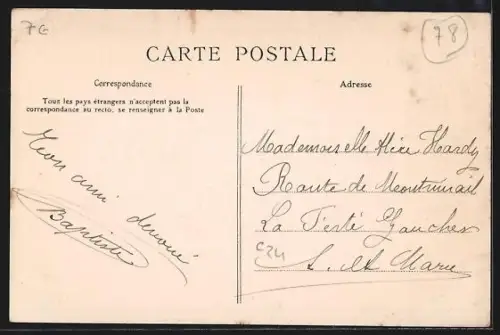 7G
78
CARTE POSTALE
Correspondance
Adresse
Tous les pays étrangers n'acceptent pas la
correspondance au recto, se renseigner à la Poste
Mon ami dévoué
Baptiste
Mademoiselle Alice Hardy
Route de Montmirail
La Ferté Gaucher
S. et Marne